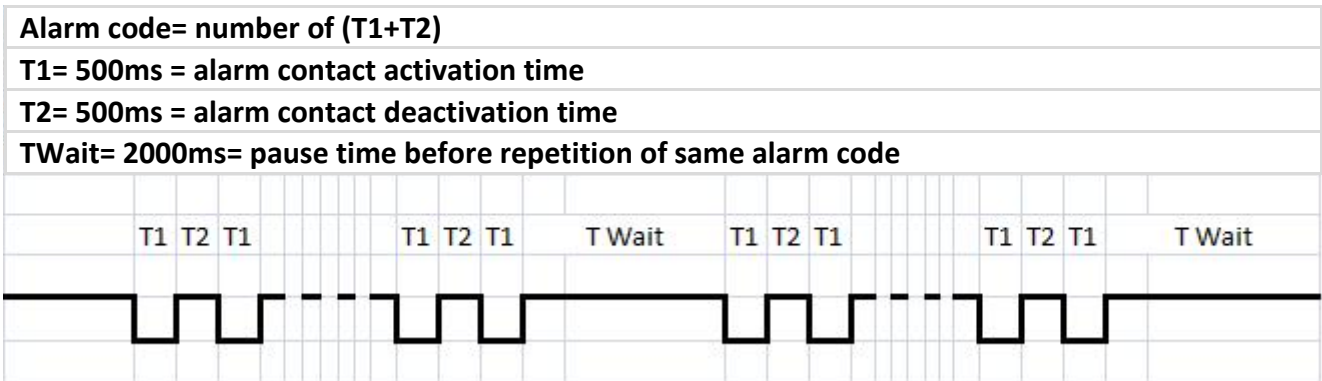 Alarm code= number of (T1+T2)
T1= 500ms = alarm contact activation time
T2= 500ms = alarm contact deactivation time
TWait= 2000ms= pause time before repetition of same alarm code
T1 T2 T1 T1 T2 T1 T Wait T1 T2 T1 T1 T2 T1 T Wait